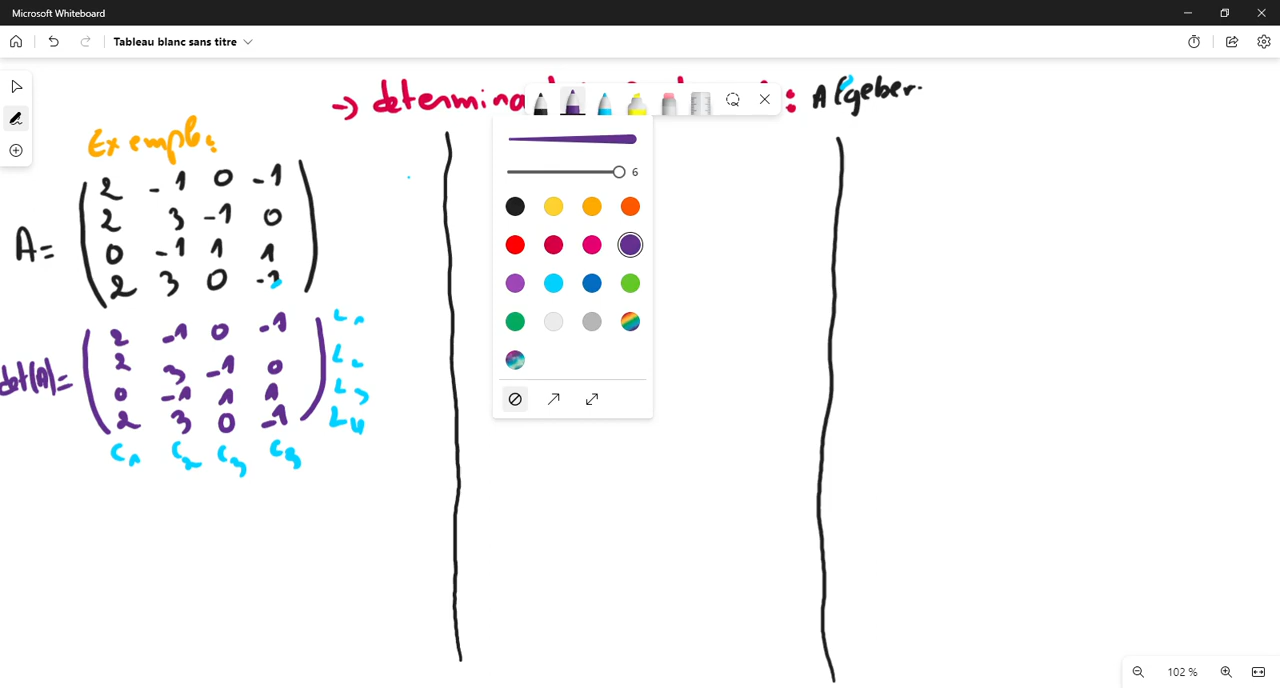 Microsoft Whiteboard
Tableau blanc sans titre
-> determina : Algeber.
Exemple:
A= 2 -1 0 -1
2 3 -1 0
0 -1 1 1
2 3 0
det(A)= 2 -1 0 -1 L1
2 3 -1 0 L2
0 -1 1 1 L3
2 3 0 -1 L4
C1 C2 C3
6
102 %